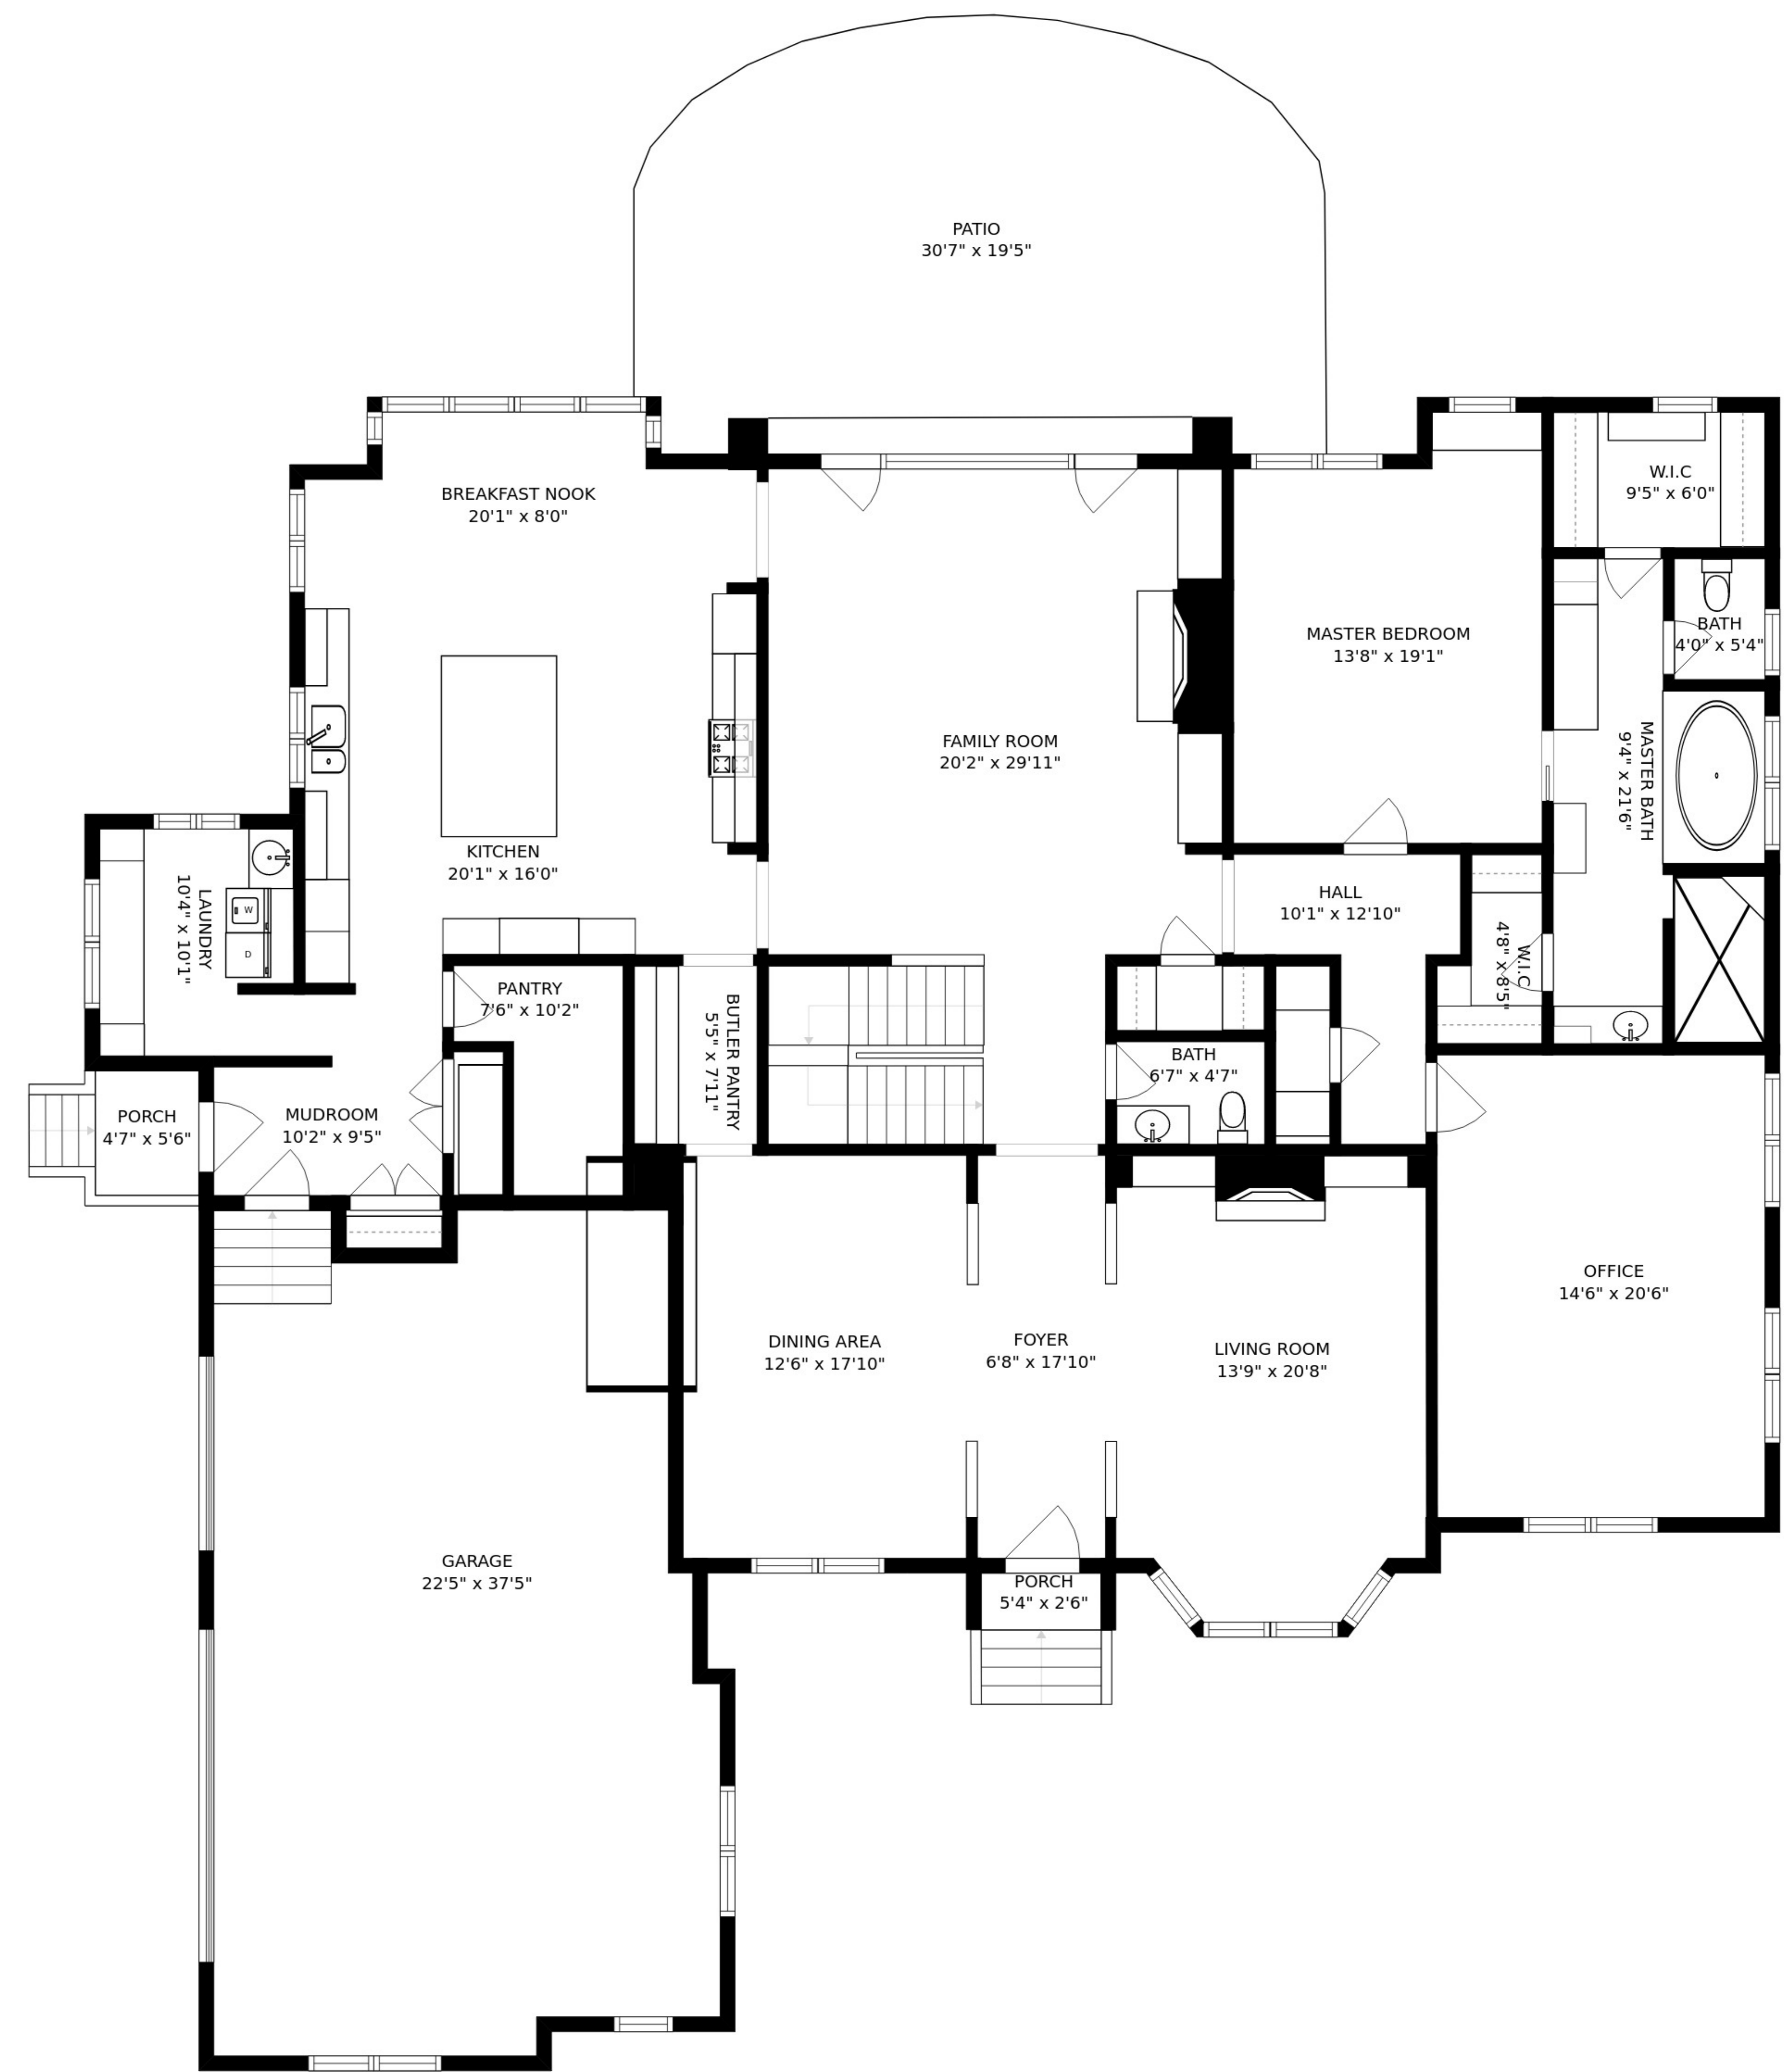 PATIO
30'7" x 19'5"
BREAKFAST NOOK
20'1" x 8'0"
W.I.C
9'5" x 6'0"
MASTER BEDROOM
13'8" x 19'1"
BATH
4'0" x 5'4"
FAMILY ROOM
20'2" x 29'11"
MASTER BATH
9'4" x 21'6"
KITCHEN
20'1" x 16'0"
HALL
10'1" x 12'10"
LAUNDRY
10'4" x 10'1"
W
D
W.I.C
4'8" x 8'5"
PANTRY
7'6" x 10'2"
BUTLER PANTRY
5'5" x 7'11"
BATH
6'7" x 4'7"
PORCH
4'7" x 5'6"
MUDROOM
10'2" x 9'5"
OFFICE
14'6" x 20'6"
DINING AREA
12'6" x 17'10"
FOYER
6'8" x 17'10"
LIVING ROOM
13'9" x 20'8"
GARAGE
22'5" x 37'5"
PORCH
5'4" x 2'6"